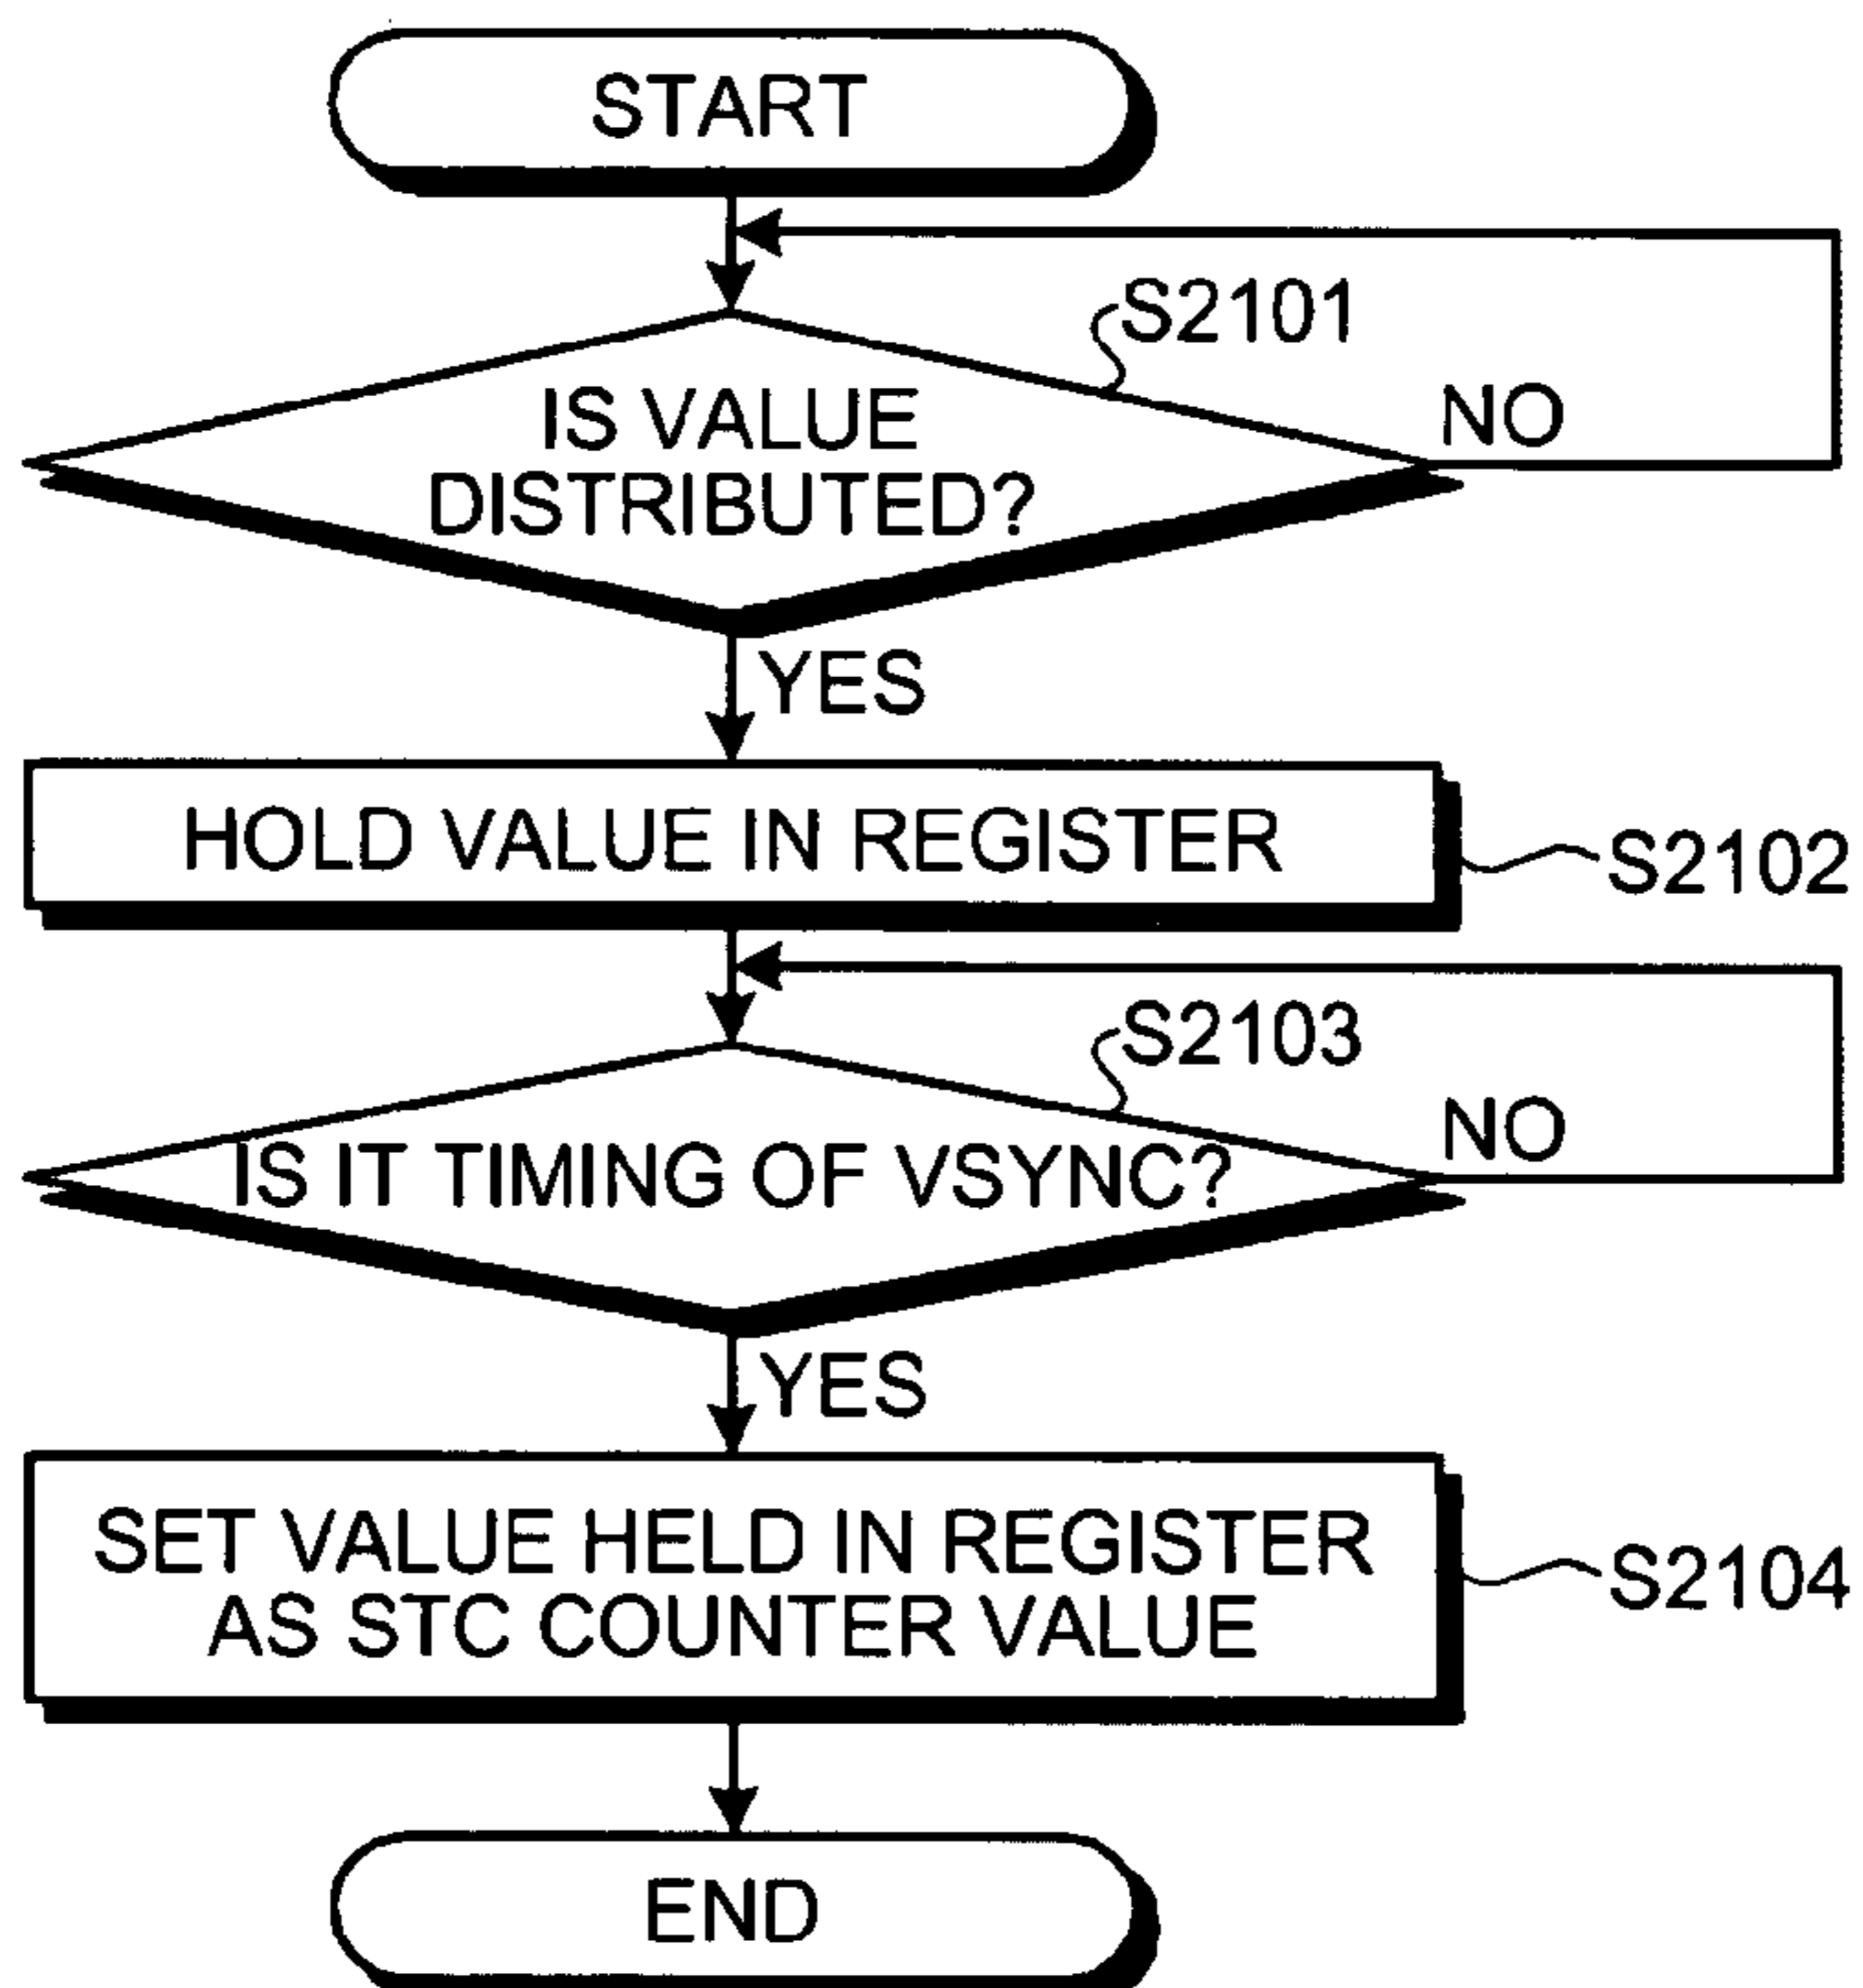 START
S2101
IS VALUE
NO
DISTRIBUTED?
YES
HOLD VALUE IN REGISTER
S2102
S2103
NO
IS IT TIMING OF VSYNC?
YES
SET VALUE HELD IN REGISTER
S2104
AS STC COUNTER VALUE
END